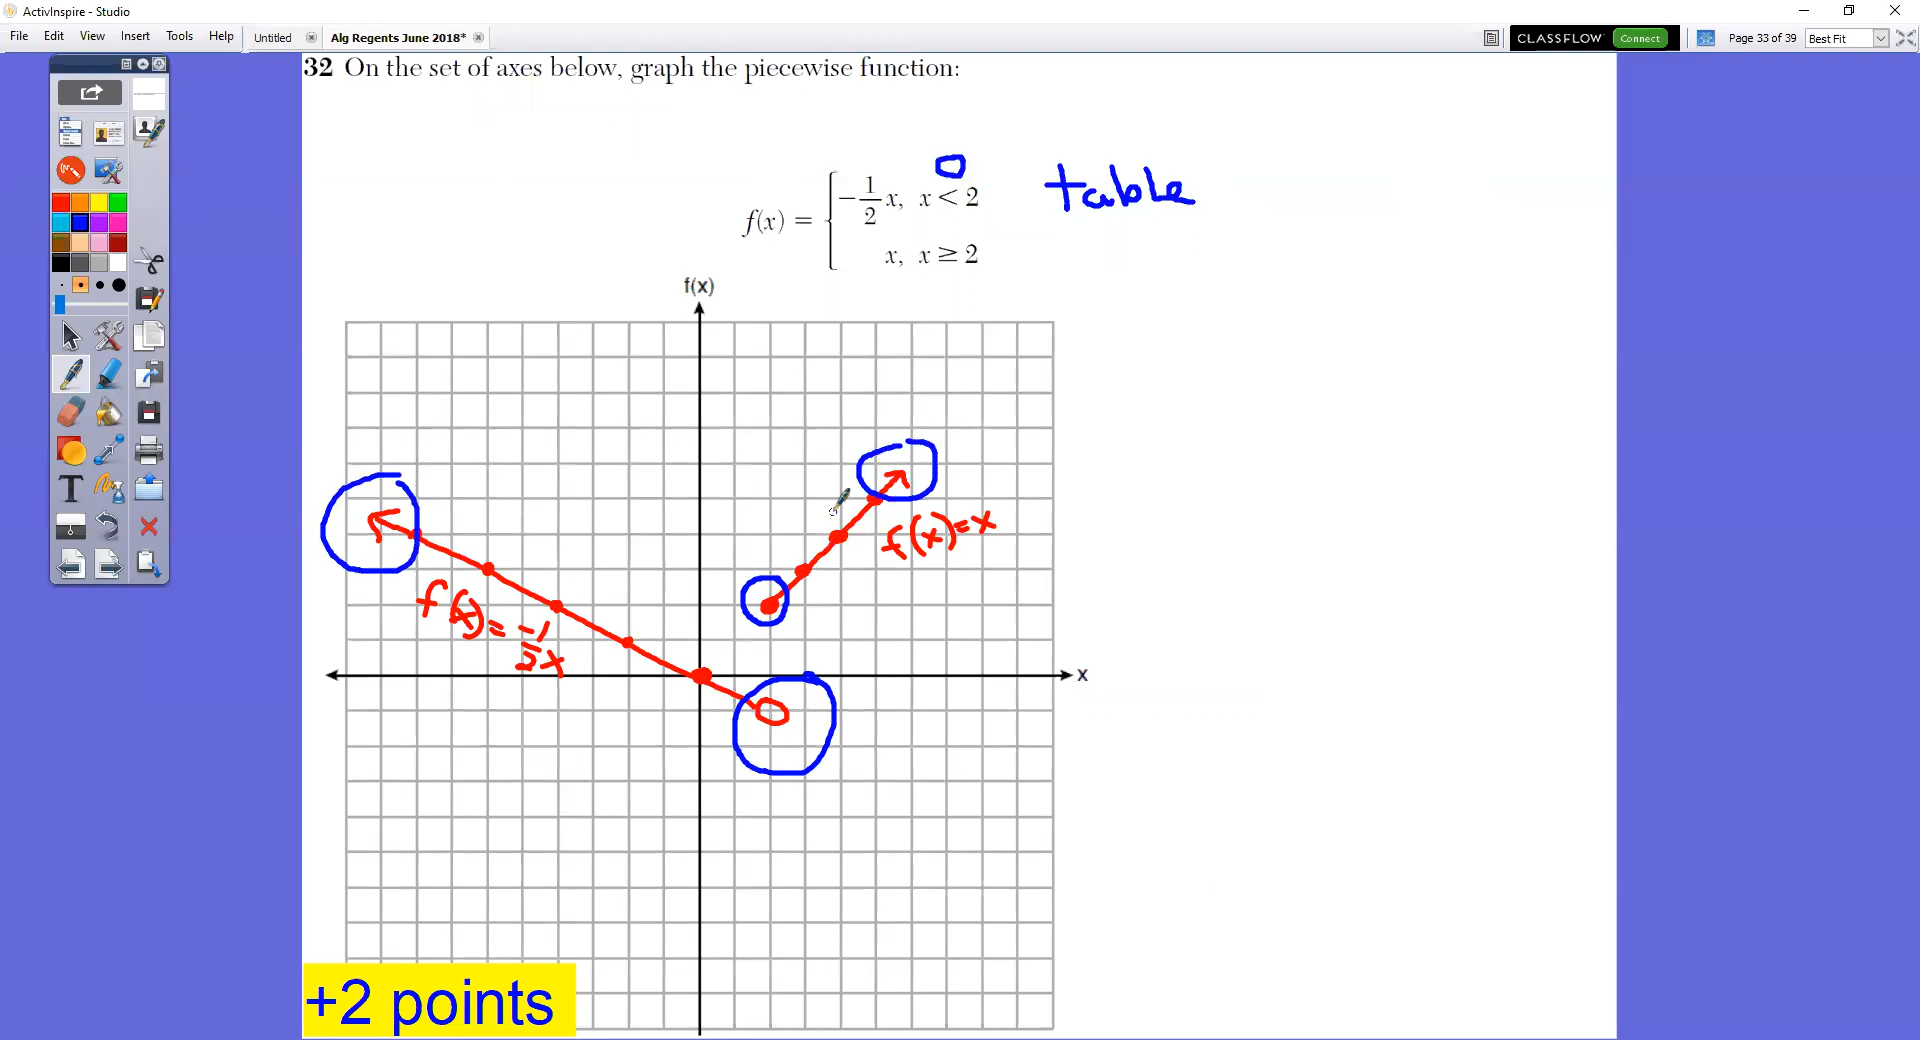 ActivInspire - Studio
File Edit View Insert Tools Help Untitled Alg Regents June 2018* CLASSFLOW Connect Page 33 of 39 Best Fit
32 On the set of axes below, graph the piecewise function:
f(x) = { -1/2 x, x < 2
x, x ≥ 2
table
f(x)
f(x)=x
f(x)=-1/2x
x
T
+2 points